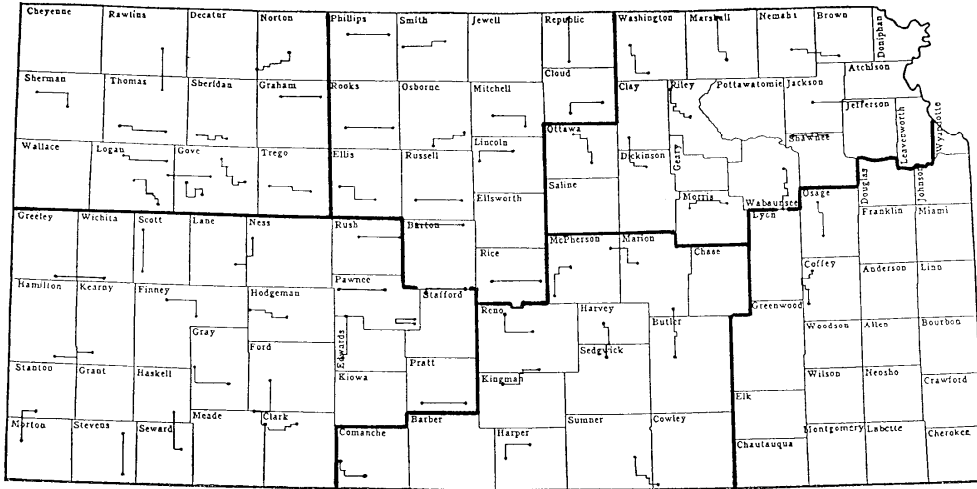 Cheyenne Rawlins Decatur Norton Phillips Smith Jewell Republic Washington Marshall Nemaha Brown Doniphan
Sherman Thomas Sheridan Graham Rooks Osborne Mitchell Cloud Clay Riley Pottawatomie Jackson Atchison
Jefferson Leavenworth Wyandotte
Wallace Logan Gove Trego Ellis Russell Lincoln Ottawa Dickinson Geary Shawnee
Ellsworth Saline Morris Wabaunsee Douglas Johnson
Greeley Wichita Scott Lane Ness Rush Barton McPherson Marion Chase Lyon Osage Franklin Miami
Rice
Hamilton Kearny Finney Hodgeman Pawnee Stafford Reno Harvey Butler Greenwood Coffey Anderson Linn
Gray Ford Edwards Sedgwick Woodson Allen Bourbon
Stanton Grant Haskell Kiowa Pratt Kingman Elk Wilson Neosho Crawford
Morton Stevens Seward Meade Clark Comanche Barber Harper Sumner Cowley Chautauqua Montgomery Labette Cherokee